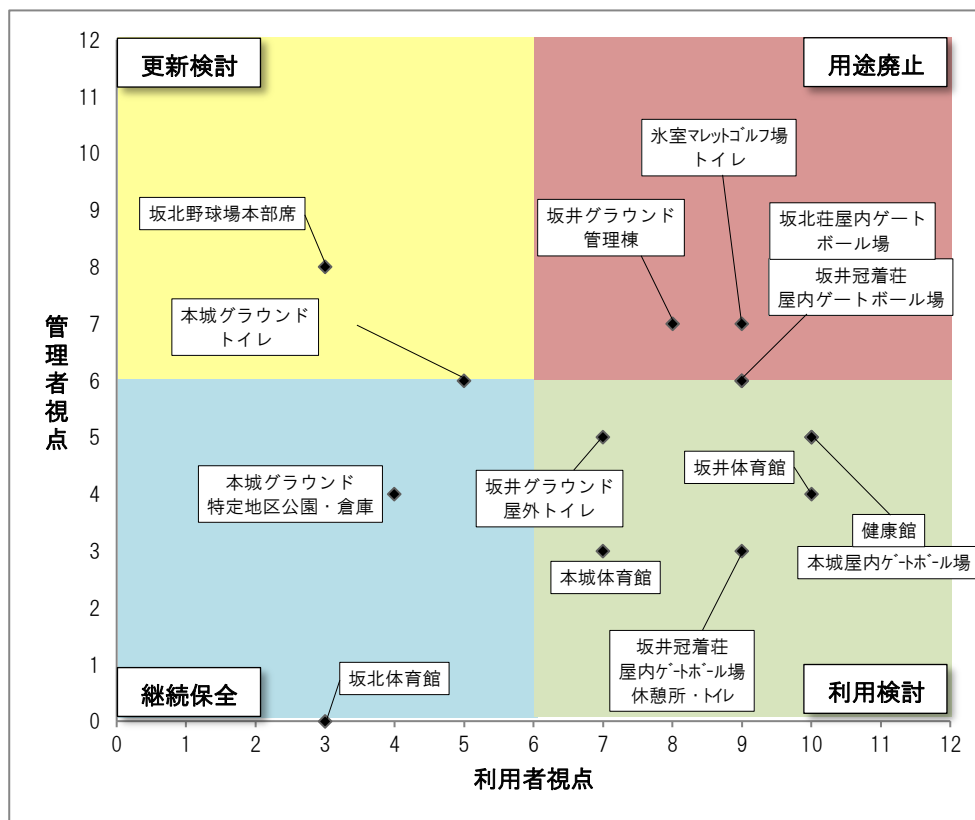 更新検討
用途廃止
氷室マレットゴルフ場
トイレ
坂北野球場本部席
坂井グラウンド
管理棟
坂北荘屋内ゲート
ボール場
坂井冠着荘
屋内ゲートボール場
本城グラウンド
トイレ
本城グラウンド
特定地区公園・倉庫
坂井グラウンド
屋外トイレ
坂井体育館
健康館
本城屋内ゲートボール場
本城体育館
坂井冠着荘
屋内ゲートボール場
休憩所・トイレ
坂北体育館
継続保全
利用検討
管理者視点
12
11
10
9
8
7
6
5
4
3
2
1
0
0 1 2 3 4 5 6 7 8 9 10 11 12
利用者視点